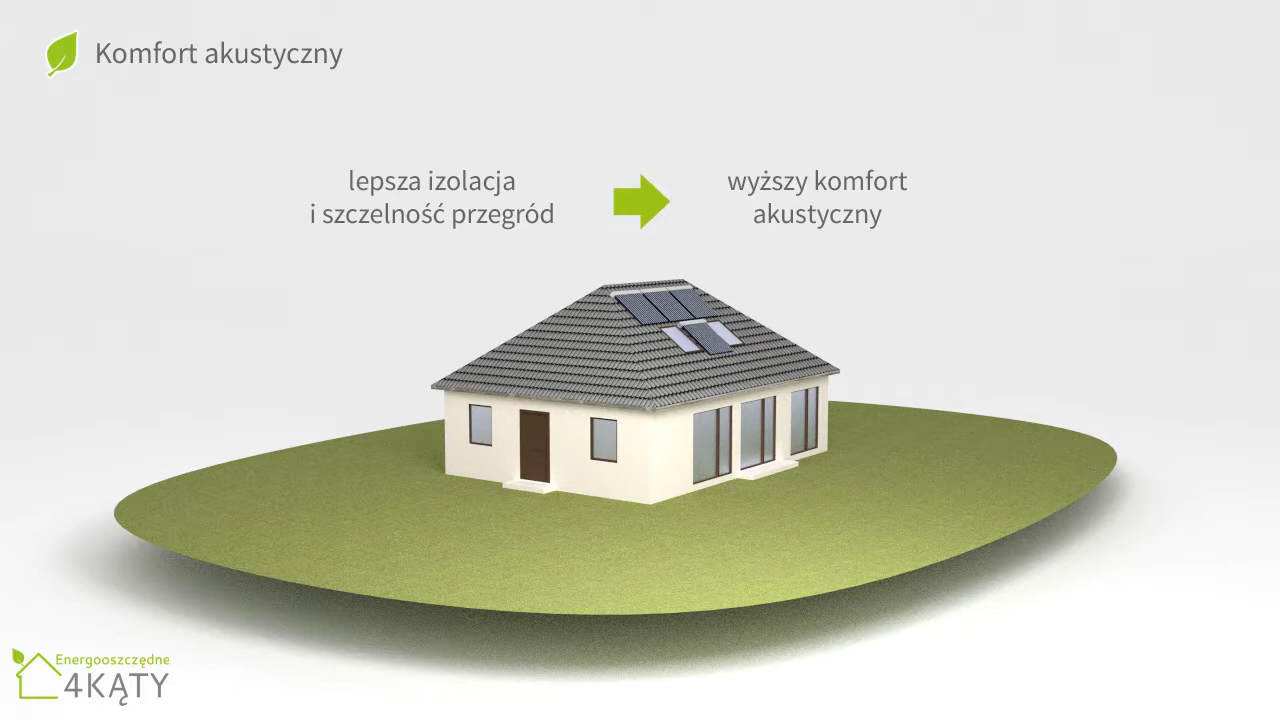 Komfort akustyczny
lepsza izolacja
i szczelność przegród
wyższy komfort
akustyczny
Energooszczędne
4KĄTY